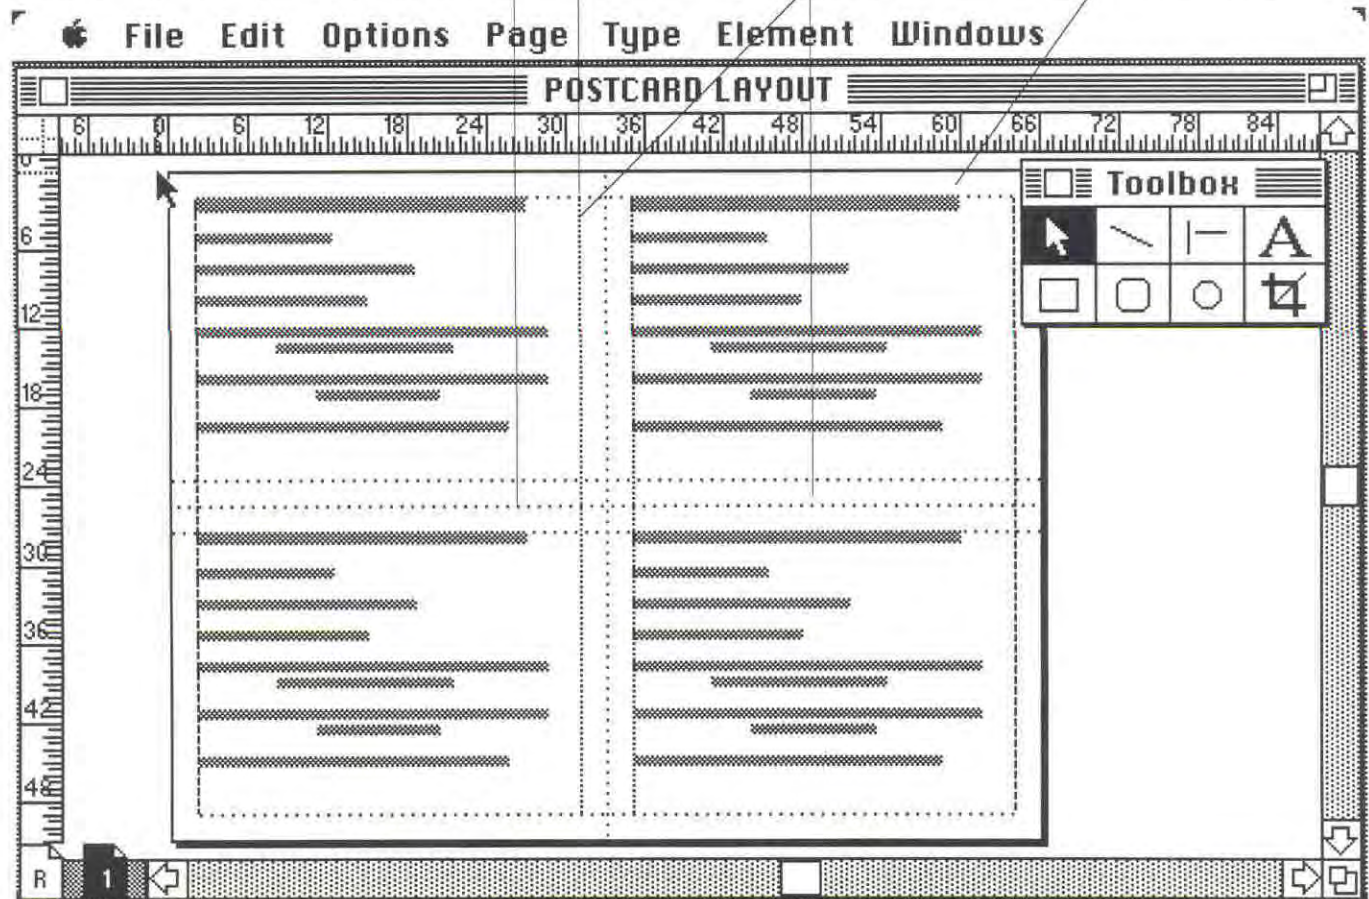 File Edit Options Page Type Element Windows
POSTCARD LAYOUT
6 0 6 12 18 24 30 36 42 48 54 60 66 72 78 84
Toolbox
A
0
6
12
18
24
30
36
42
48
R 1